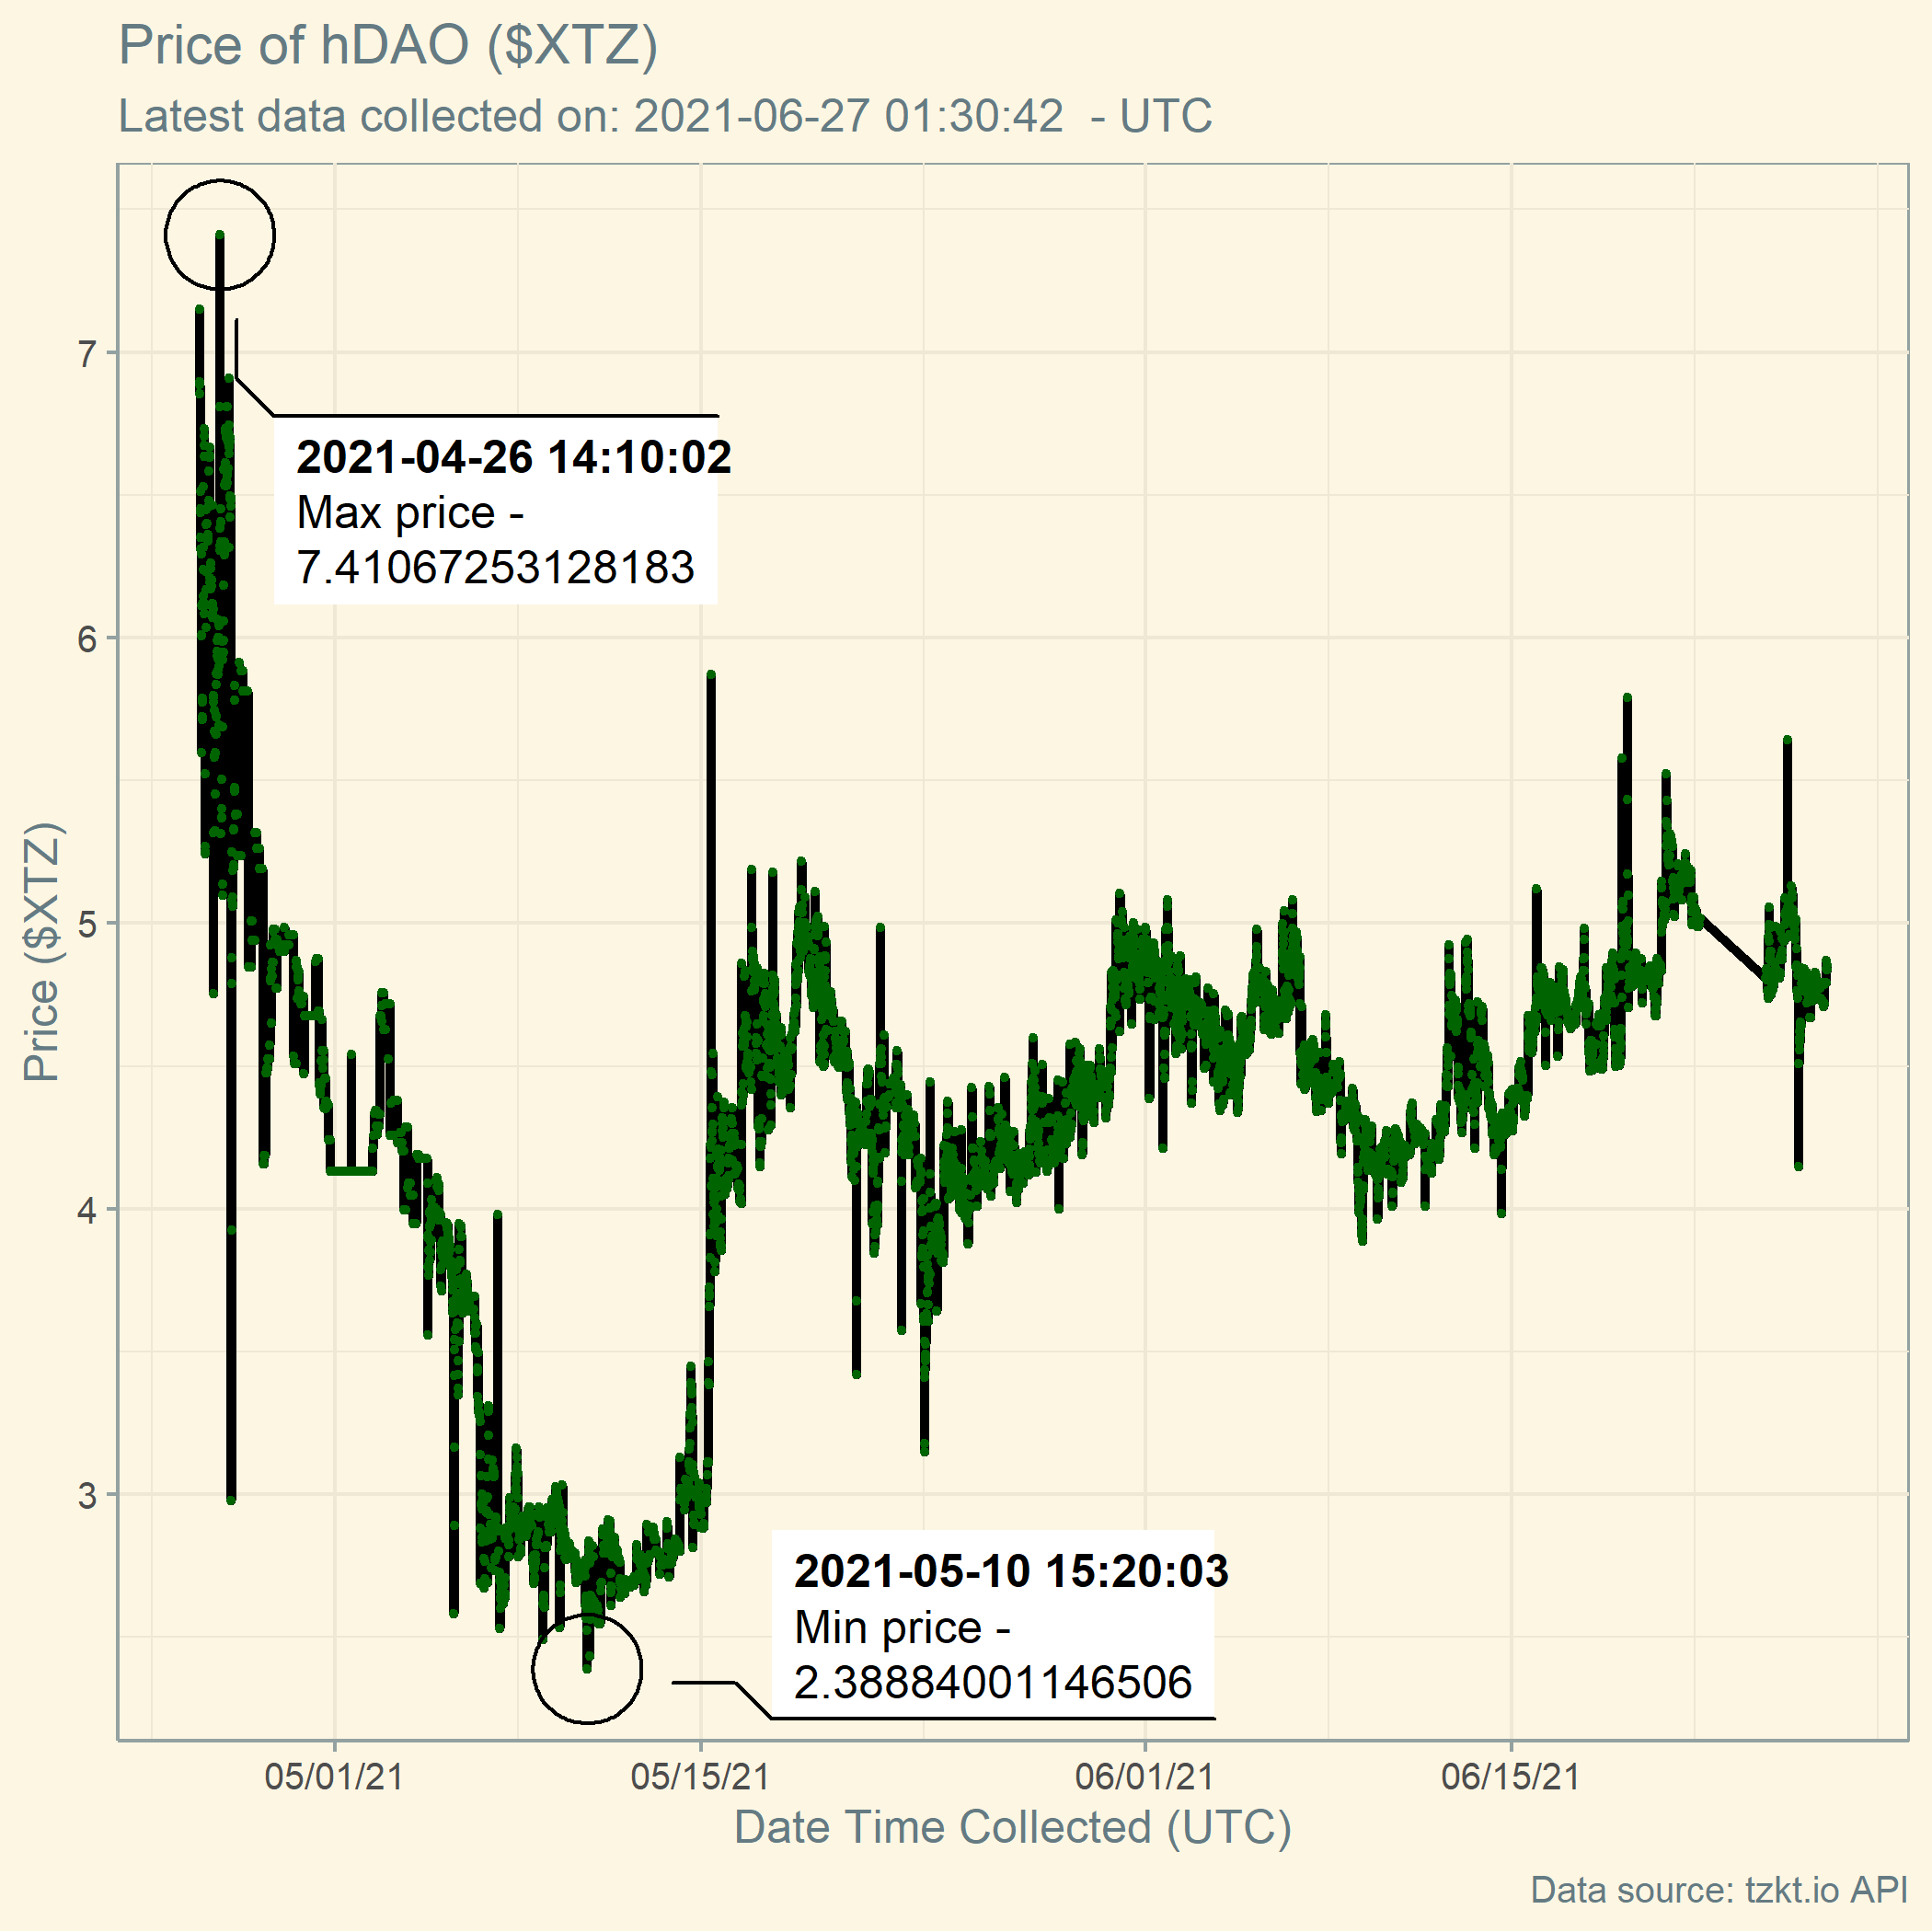 Price of hDAO ($XTZ)
Latest data collected on: 2021-06-27 01:30:42  - UTC
7
6
5
4
3
Price ($XTZ)
2021-04-26 14:10:02
Max price -
7.41067253128183
2021-05-10 15:20:03
Min price -
2.38884001146506
05/01/21
05/15/21
06/01/21
06/15/21
Date Time Collected (UTC)
Data source: tzkt.io API